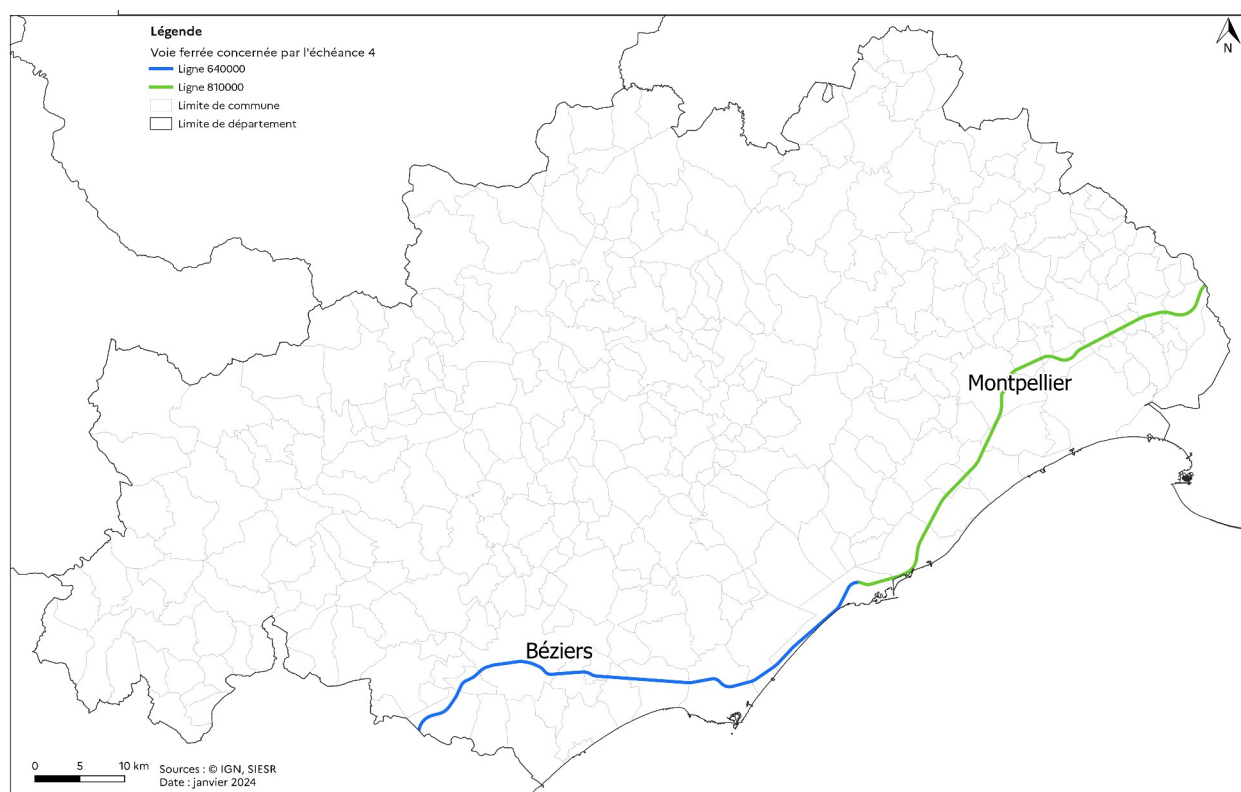 Légende
Voie ferrée concernée par l'échéance 4
Ligne 640000
Ligne 810000
Limite de commune
Limite de département
N
Montpellier
Béziers
0 5 10 km
Sources : © IGN, SIESR
Date : janvier 2024